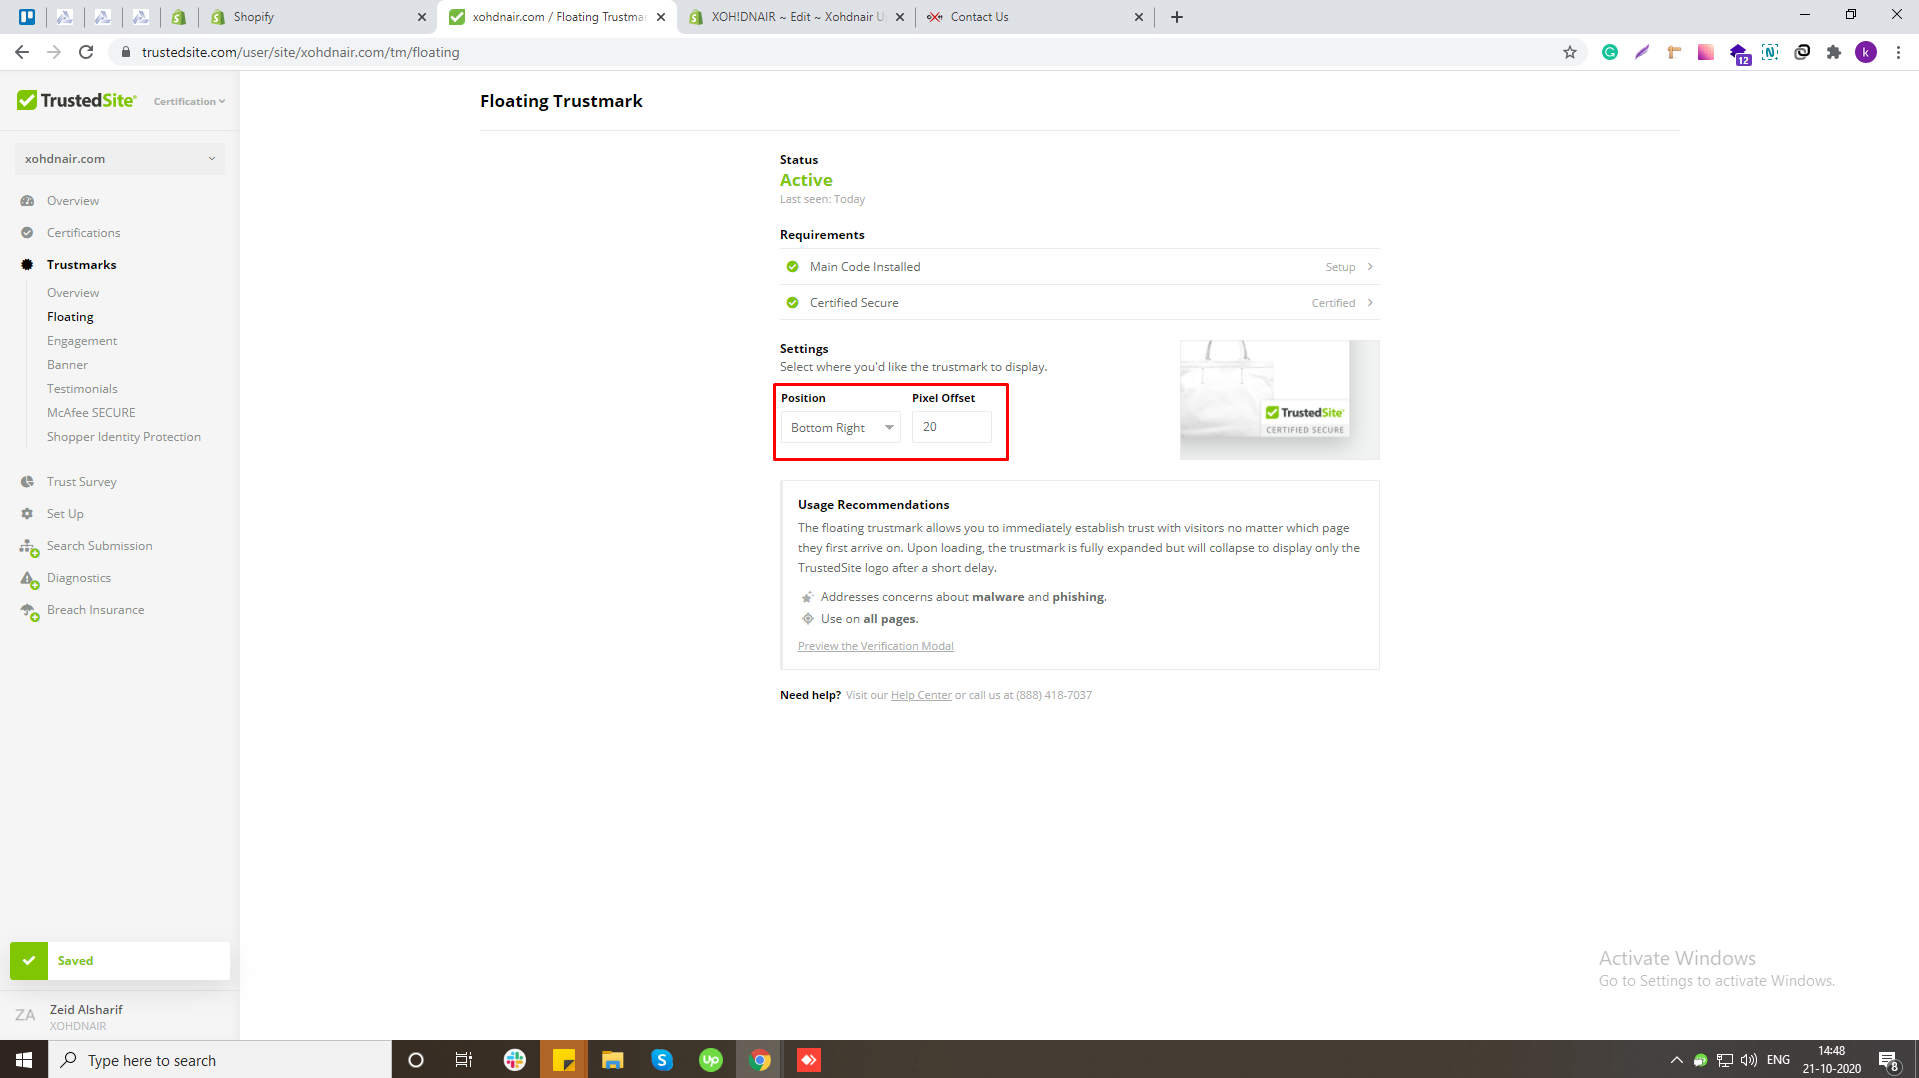 Shopify
xohdnair.com / Floating Trustmar
XOH!DNAIR ~ Edit ~ Xohdnair U
Contact Us
trustedsite.com/user/site/xohdnair.com/tm/floating
12
k
TrustedSite
Certification
Floating Trustmark
xohdnair.com
Overview
Certifications
Trustmarks
Overview
Floating
Engagement
Banner
Testimonials
McAfee SECURE
Shopper Identity Protection
Trust Survey
Set Up
Search Submission
Diagnostics
Breach Insurance
Status
Active
Last seen: Today
Requirements
Main Code Installed
Setup
Certified Secure
Certified
Settings
Select where you'd like the trustmark to display.
Position
Pixel Offset
Bottom Right
20
TrustedSite
CERTIFIED SECURE
Usage Recommendations
The floating trustmark allows you to immediately establish trust with visitors no matter which page
they first arrive on. Upon loading, the trustmark is fully expanded but will collapse to display only the
TrustedSite logo after a short delay.
Addresses concerns about malware and phishing.
Use on all pages.
Preview the Verification Modal
Need help? Visit our Help Center or call us at (888) 418-7037
Saved
ZA
Zeid Alsharif
XOHDNAIR
Activate Windows
Go to Settings to activate Windows.
Type here to search
S
up
ENG
14:48
21-10-2020
8